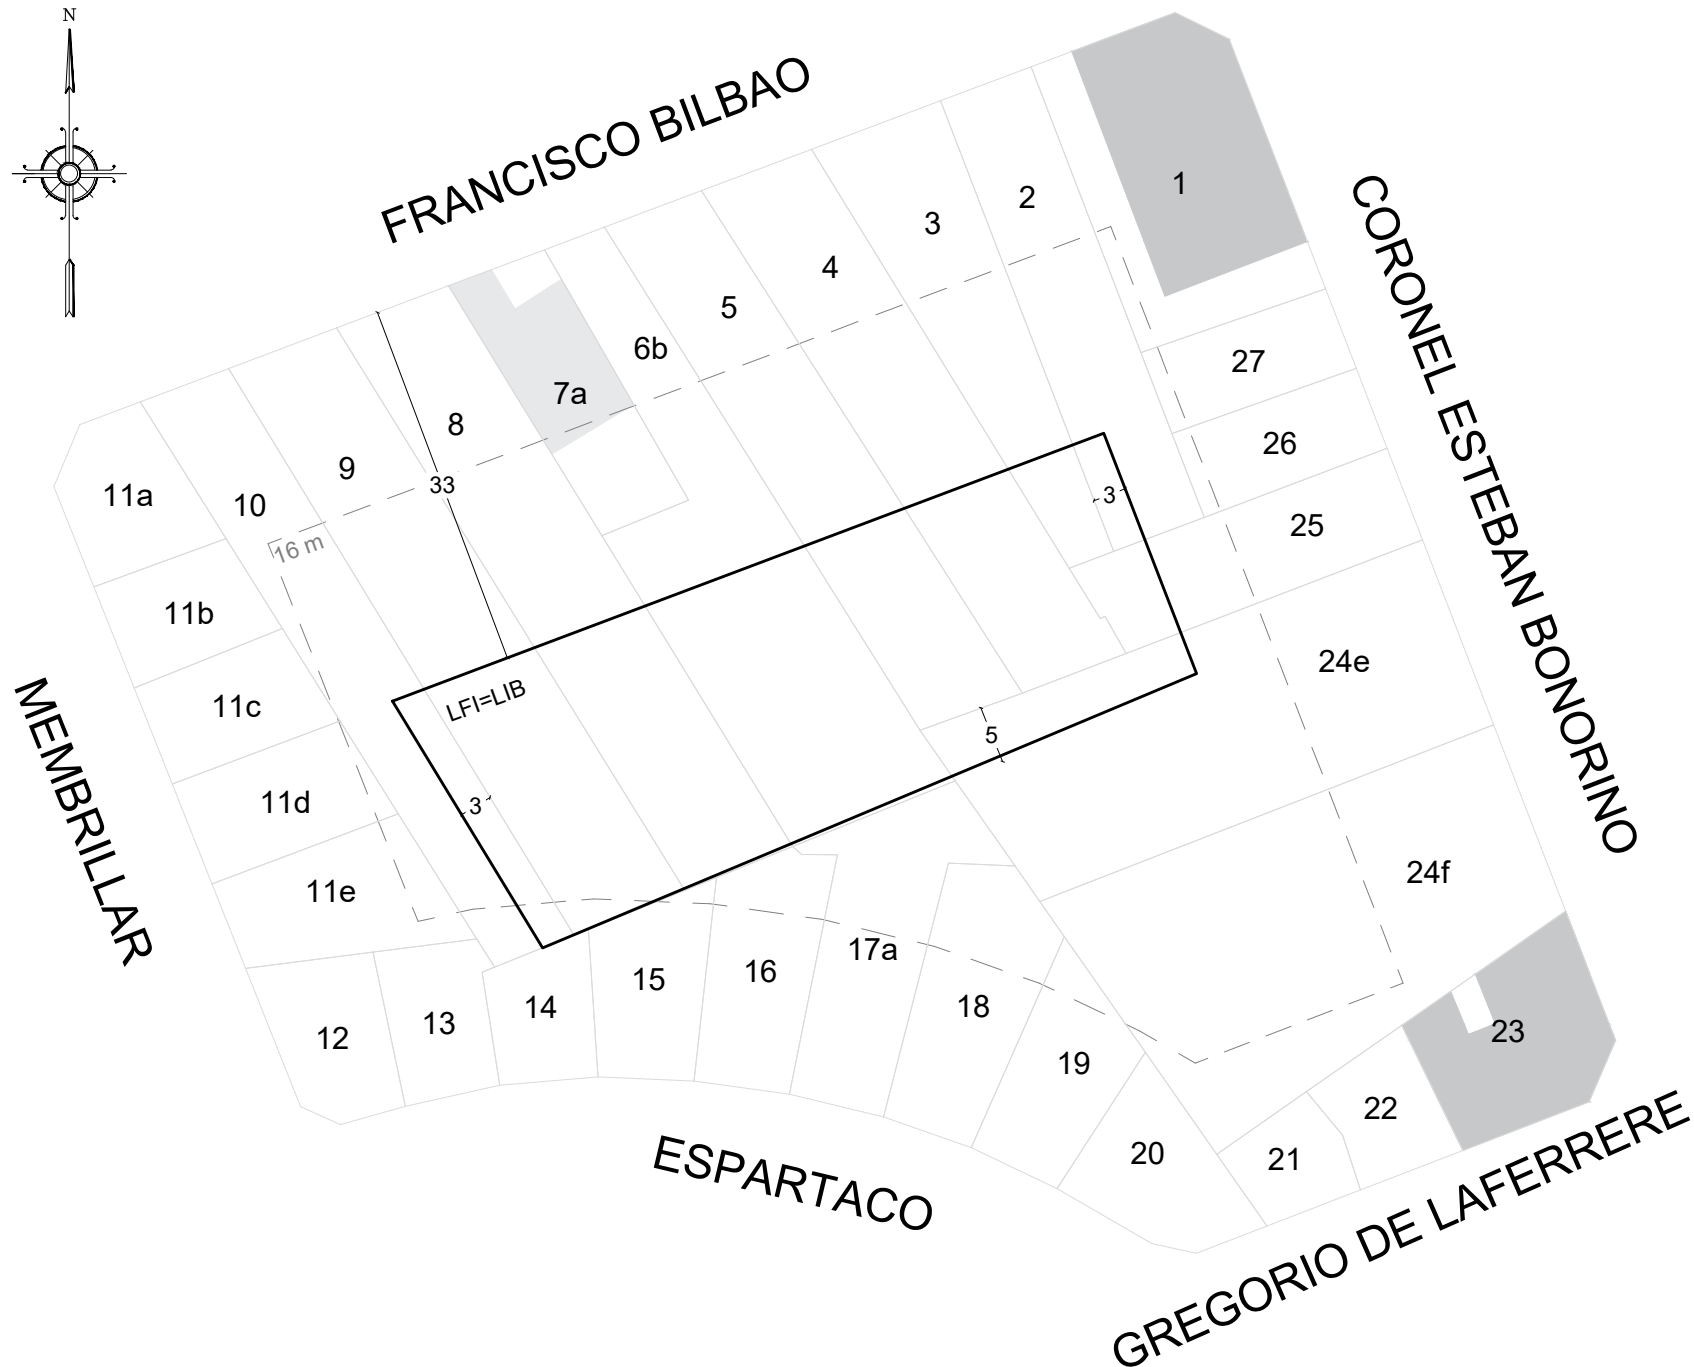 N
FRANCISCO BILBAO
1
2
3
4
5
6b
7a
8
9
10
11a
33
16 m
27
26
25
3
11b
11c
11d
11e
LFI=LIB
3
5
24e
24f
CORONEL ESTEBAN BONORINO
MEMBRILLAR
12
13
14
15
16
17a
18
19
20
21
22
23
ESPARTACO
GREGORIO DE LAFERRERE